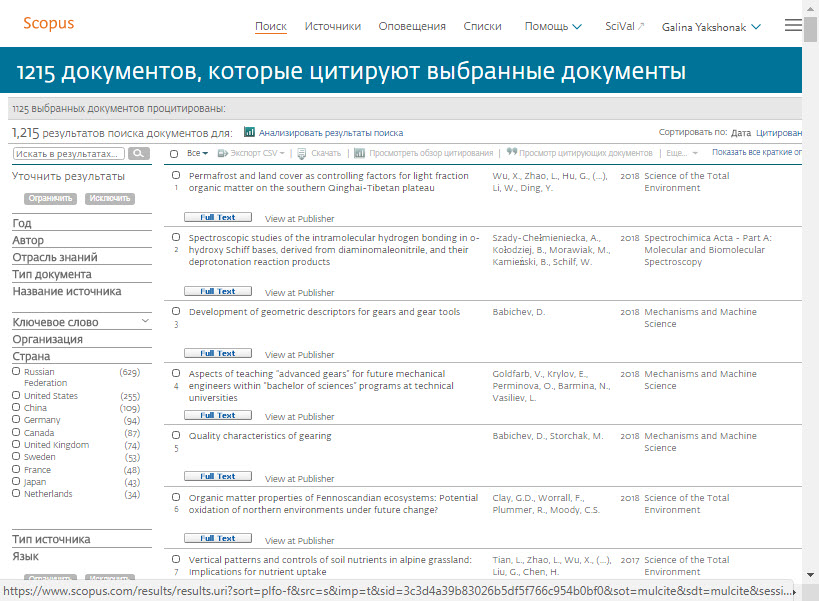 Scopus
Поиск Источники Оповещения Списки Помощь SciVal Galina Yakshonak
1215 документов, которые цитируют выбранные документы
1125 выбранных документов процитированы:
1,215 результатов поиска документов для: Анализировать результаты поиска Сортировать по: Дата Цитирован
Искать в результатах... Все Экспорт CSV Скачать Просмотреть обзор цитирования Просмотр цитирующих документов Еще... Показать все краткие оп
Уточнить результаты
Ограничить Исключить
Год
Автор
Отрасль знаний
Тип документа
Название источника
Ключевое слово
Организация
Страна
Russian (629)
Federation
United States (255)
China (109)
Germany (94)
Canada (87)
United Kingdom (74)
Sweden (53)
France (48)
Japan (43)
Netherlands (34)
Тип источника
Язык
Ограничить Исключить
Permafrost and land cover as controlling factors for light fraction Wu, X., Zhao, L., Hu, G., (...), 2018 Science of the Total
1 organic matter on the southern Qinghai-Tibetan plateau Li, W., Ding, Y. Environment
Full Text View at Publisher
Spectroscopic studies of the intramolecular hydrogen bonding in o- Szady-Chełmieniecka, A., 2018 Spectrochimica Acta - Part A:
2 hydroxy Schiff bases, derived from diaminomaleonitrile, and their Kołodziej, B., Morawiak, M., Molecular and Biomolecular
deprotonation reaction products Kamieński, B., Schilf, W. Spectroscopy
Full Text View at Publisher
Development of geometric descriptors for gears and gear tools Babichev, D. 2018 Mechanisms and Machine
3 Science
Full Text View at Publisher
Aspects of teaching "advanced gears" for future mechanical Goldfarb, V., Krylov, E., 2018 Mechanisms and Machine
4 engineers within "bachelor of sciences" programs at technical Perminova, O., Barmina, N., Science
universities Vasiliev, L.
Full Text View at Publisher
Quality characteristics of gearing Babichev, D., Storchak, M. 2018 Mechanisms and Machine
5 Science
Full Text View at Publisher
Organic matter properties of Fennoscandian ecosystems: Potential Clay, G.D., Worrall, F., 2018 Science of the Total
6 oxidation of northern environments under future change? Plummer, R., Moody, C.S. Environment
Full Text View at Publisher
Vertical patterns and controls of soil nutrients in alpine grassland: Tian, L., Zhao, L., Wu, X., (...), 2017 Science of the Total
7 Implications for nutrient uptake Liu, G., Chen, H. Environment
https://www.scopus.com/results/results.uri?sort=plfo-f&src=s&imp=t&sid=3c3d4a39b83026b5df5f766c954b0bf0&sot=mulcite&sdt=mulcite&sessi...